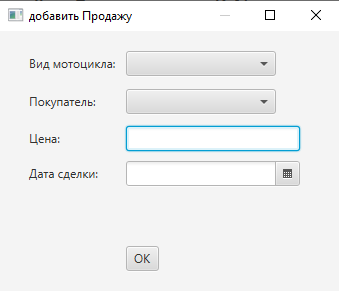 добавить Продажу
Вид мотоцикла:
Покупатель:
Цена:
Дата сделки:
OK